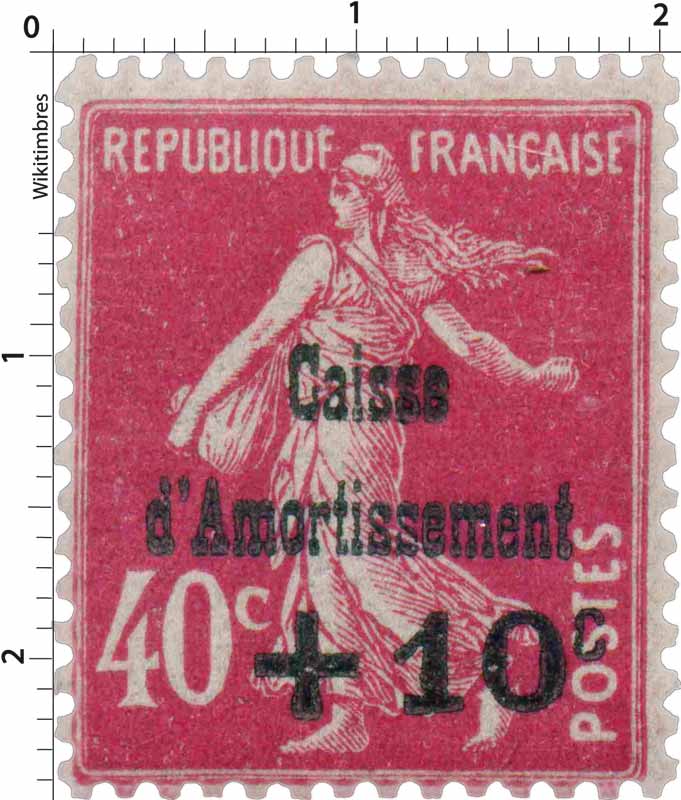 0 1 2
Wikitimbres
REPUBLIQUE FRANÇAISE
1
Caisse
d'Amortissement
POSTES
40c
+10c
2